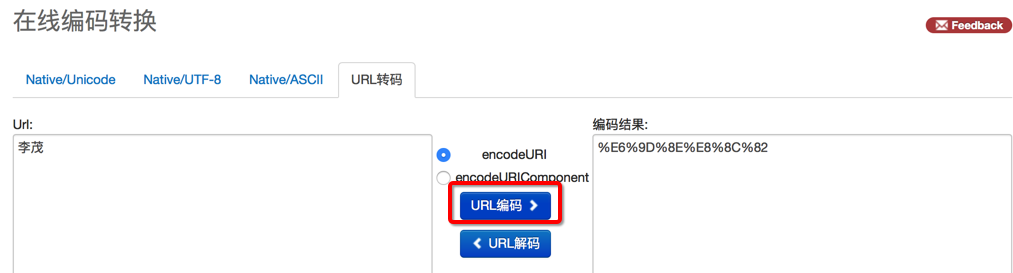 在线编码转换
Feedback
Native/Unicode Native/UTF-8 Native/ASCII URL转码
Url:
编码结果:
李茂
%E6%9D%8E%E8%8C%82
encodeURI
encodeURIComponent
URL编码
URL解码